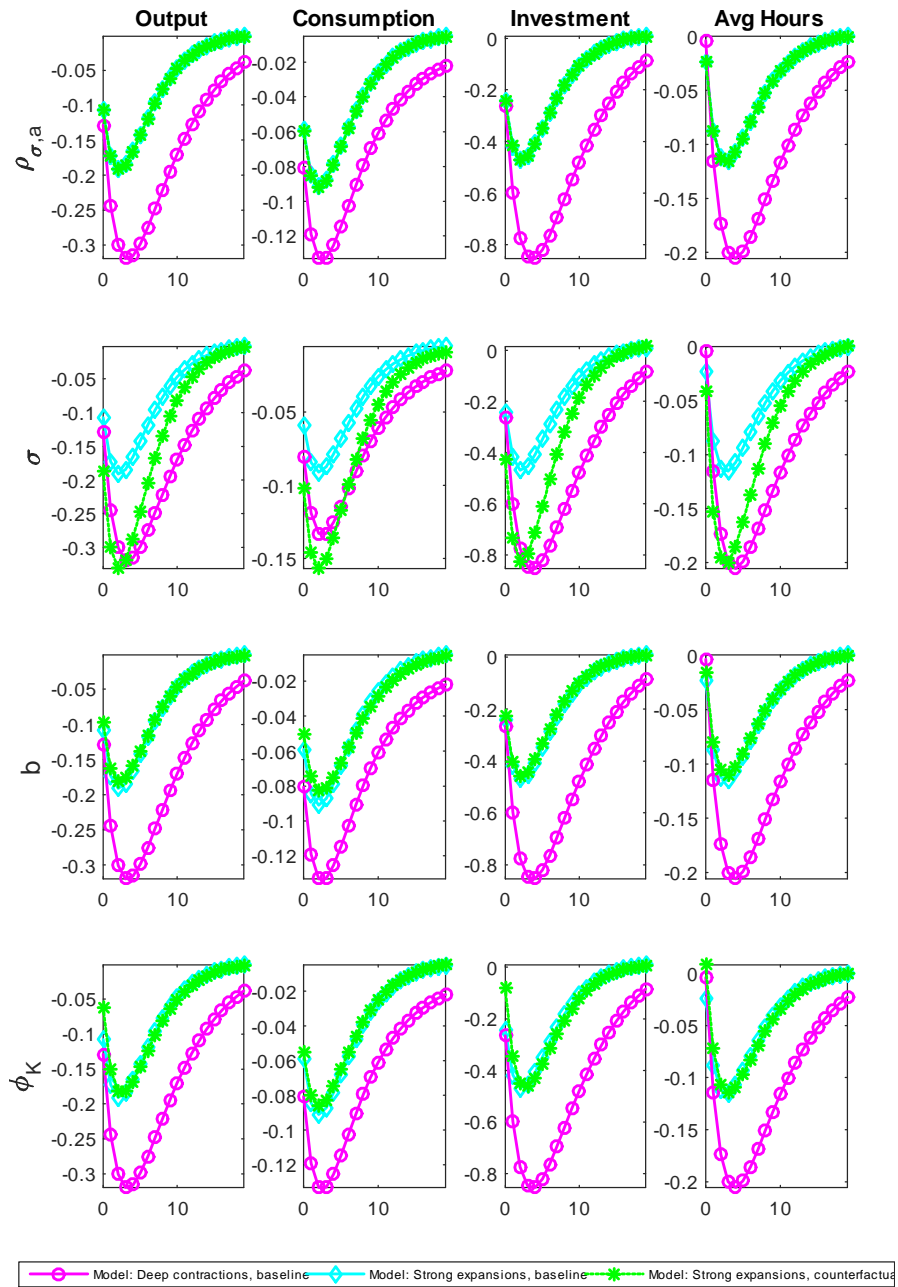 Output Consumption Investment Avg Hours
ρσ,a
-0.05 -0.1 -0.15 -0.2 -0.25 -0.3
-0.02 -0.04 -0.06 -0.08 -0.1 -0.12
0 -0.2 -0.4 -0.6 -0.8
0 -0.05 -0.1 -0.15 -0.2
0 10 0 10 0 10 0 10
σ
-0.05 -0.1 -0.15 -0.2 -0.25 -0.3
-0.05 -0.1 -0.15
0 -0.2 -0.4 -0.6 -0.8
0 -0.05 -0.1 -0.15 -0.2
0 10 0 10 0 10 0 10
b
-0.05 -0.1 -0.15 -0.2 -0.25 -0.3
-0.02 -0.04 -0.06 -0.08 -0.1 -0.12
0 -0.2 -0.4 -0.6 -0.8
0 -0.05 -0.1 -0.15 -0.2
0 10 0 10 0 10 0 10
ϕK
-0.05 -0.1 -0.15 -0.2 -0.25 -0.3
-0.02 -0.04 -0.06 -0.08 -0.1 -0.12
0 -0.2 -0.4 -0.6 -0.8
0 -0.05 -0.1 -0.15 -0.2
0 10 0 10 0 10 0 10
Model: Deep contractions, baseline Model: Strong expansions, baseline Model: Strong expansions, counterfactua